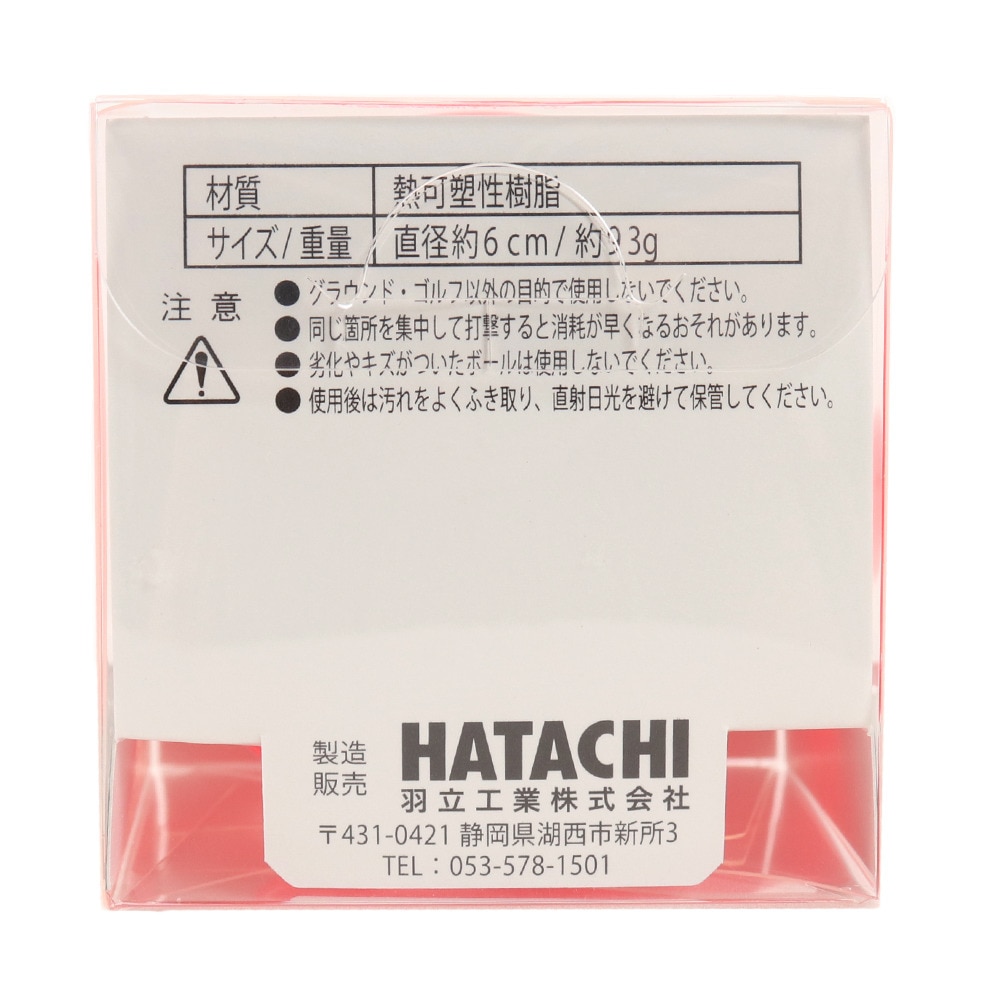 材質 熱可塑性樹脂
サイズ/重量 直径約6cm/約93g
注意
●グラウンド・ゴルフ以外の目的で使用しないでください。
●同じ箇所を集中して打撃すると消耗が早くなるおそれがあります。
●劣化やキズがついたボールは使用しないでください。
●使用後は汚れをよくふき取り、直射日光を避けて保管してください。
製造
販売
HATACHI
羽立工業株式会社
〒431-0421 静岡県湖西市新所3
TEL:053-578-1501